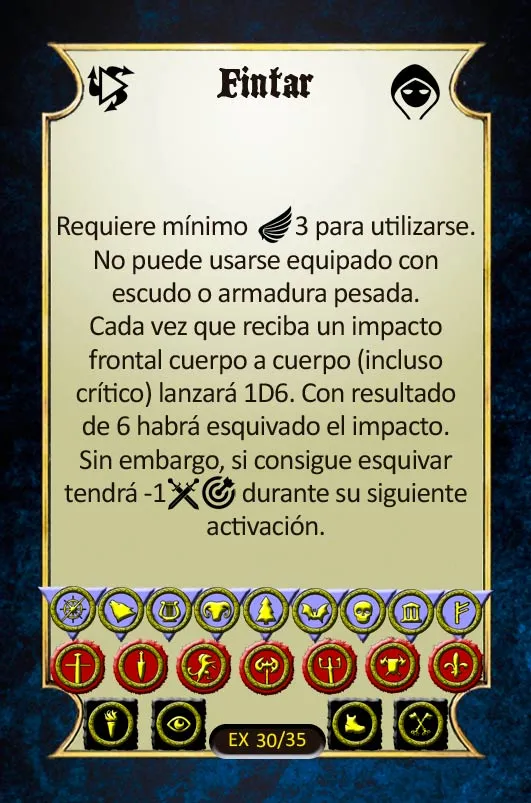 Fintar
Requiere mínimo 3 para utilizarse.
No puede usarse equipado con
escudo o armadura pesada.
Cada vez que reciba un impacto
frontal cuerpo a cuerpo (incluso
crítico) lanzará 1D6. Con resultado
de 6 habrá esquivado el impacto.
Sin embargo, si consigue esquivar
tendrá -1 durante su siguiente
activación.
EX 30/35